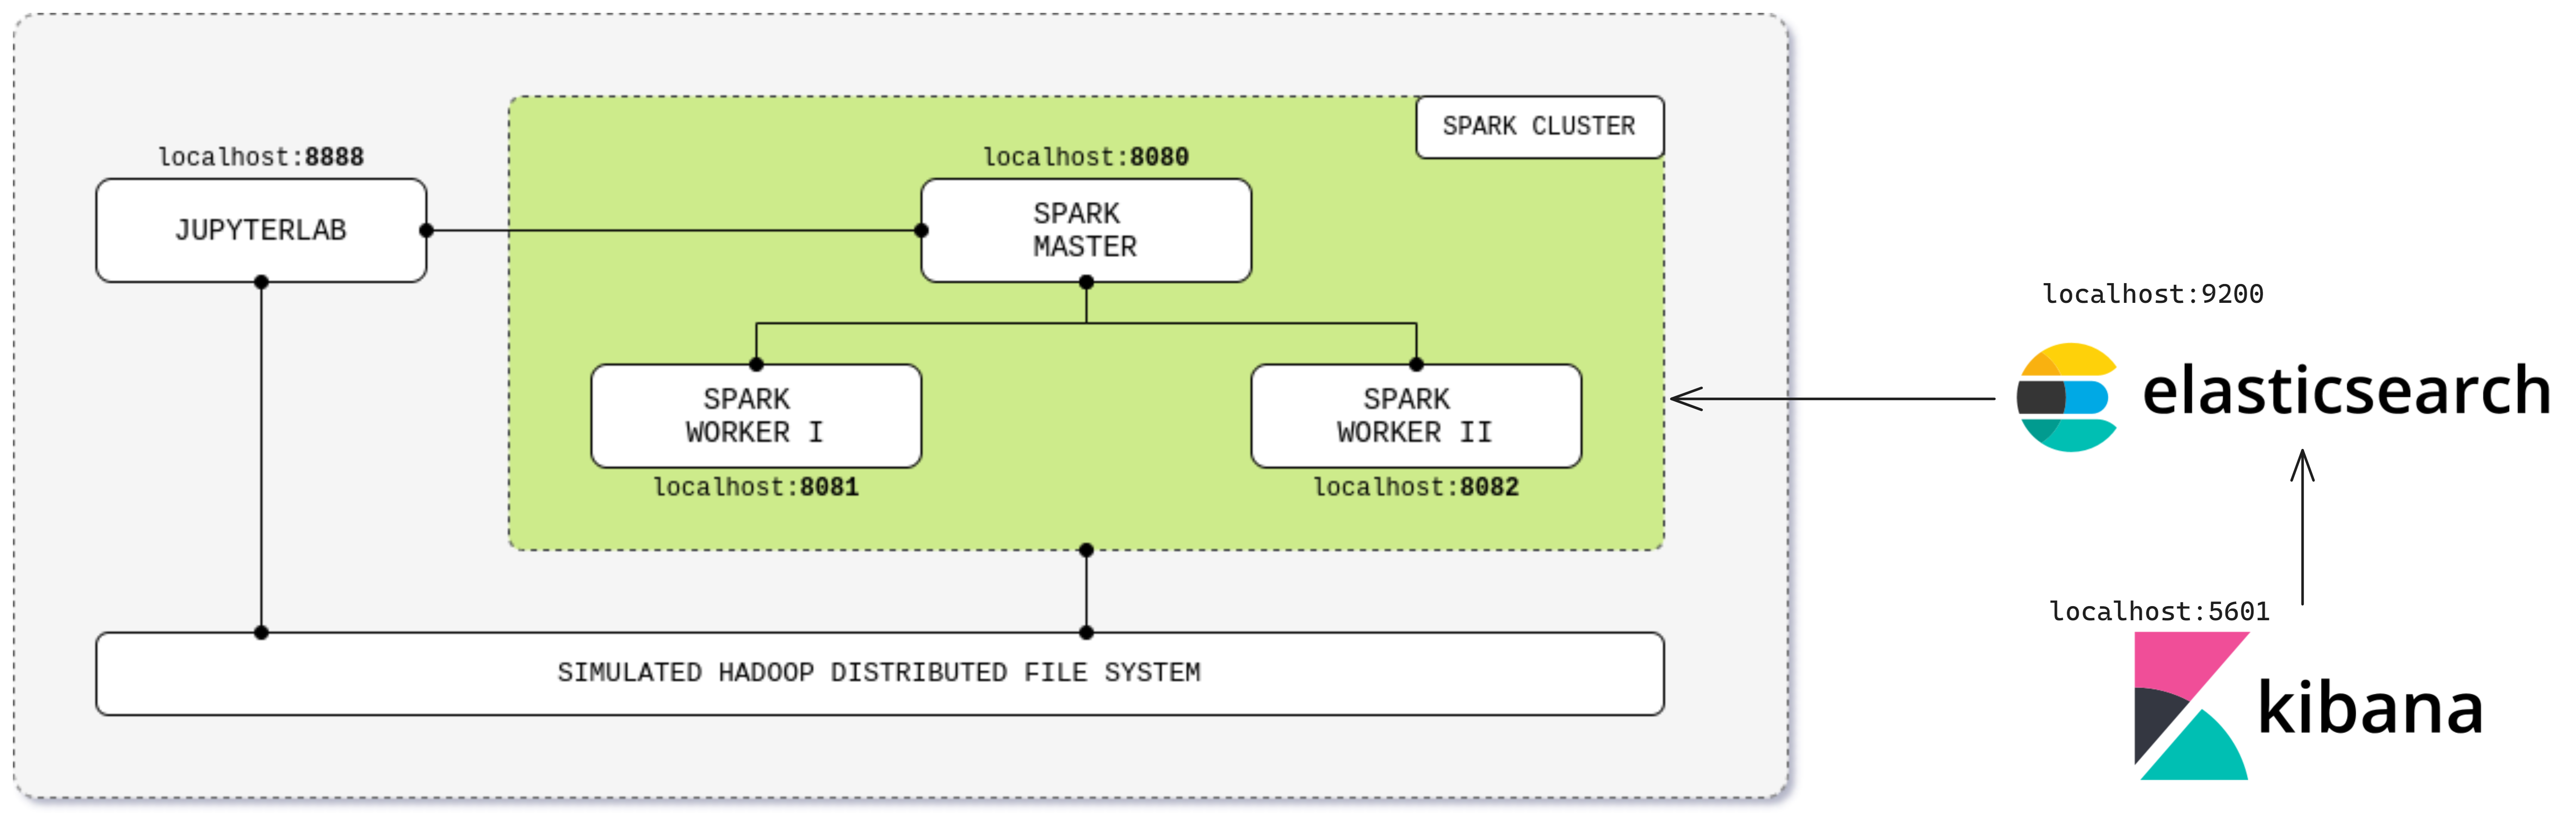 SPARK CLUSTER
localhost:8888
localhost:8080
JUPYTERLAB
SPARK
MASTER
SPARK
WORKER I
SPARK
WORKER II
localhost:8081
localhost:8082
SIMULATED HADOOP DISTRIBUTED FILE SYSTEM
localhost:9200
elasticsearch
localhost:5601
kibana